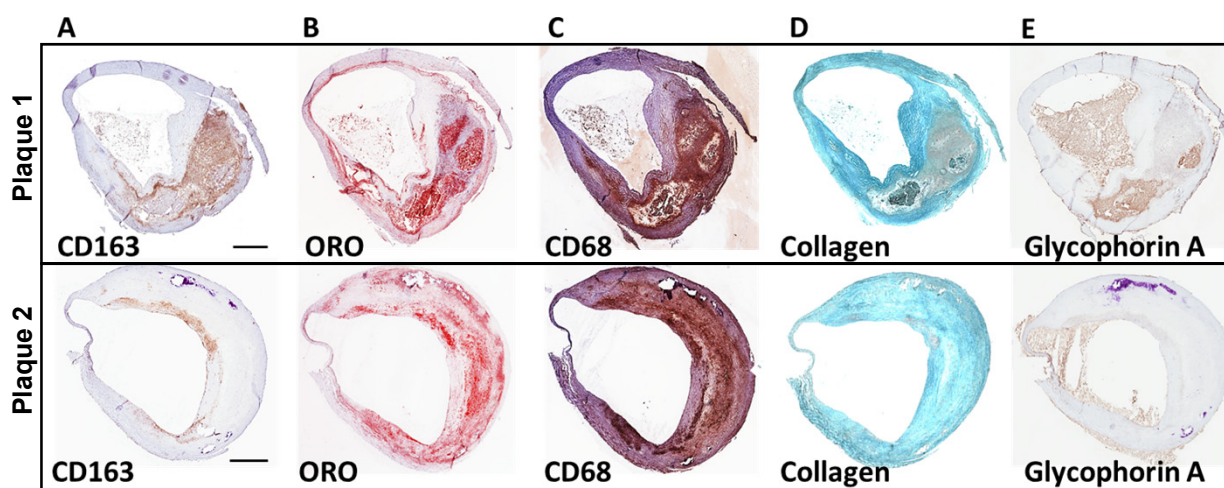 A B C D E
Plaque 1
CD163 ORO CD68 Collagen Glycophorin A
Plaque 2
CD163 ORO CD68 Collagen Glycophorin A